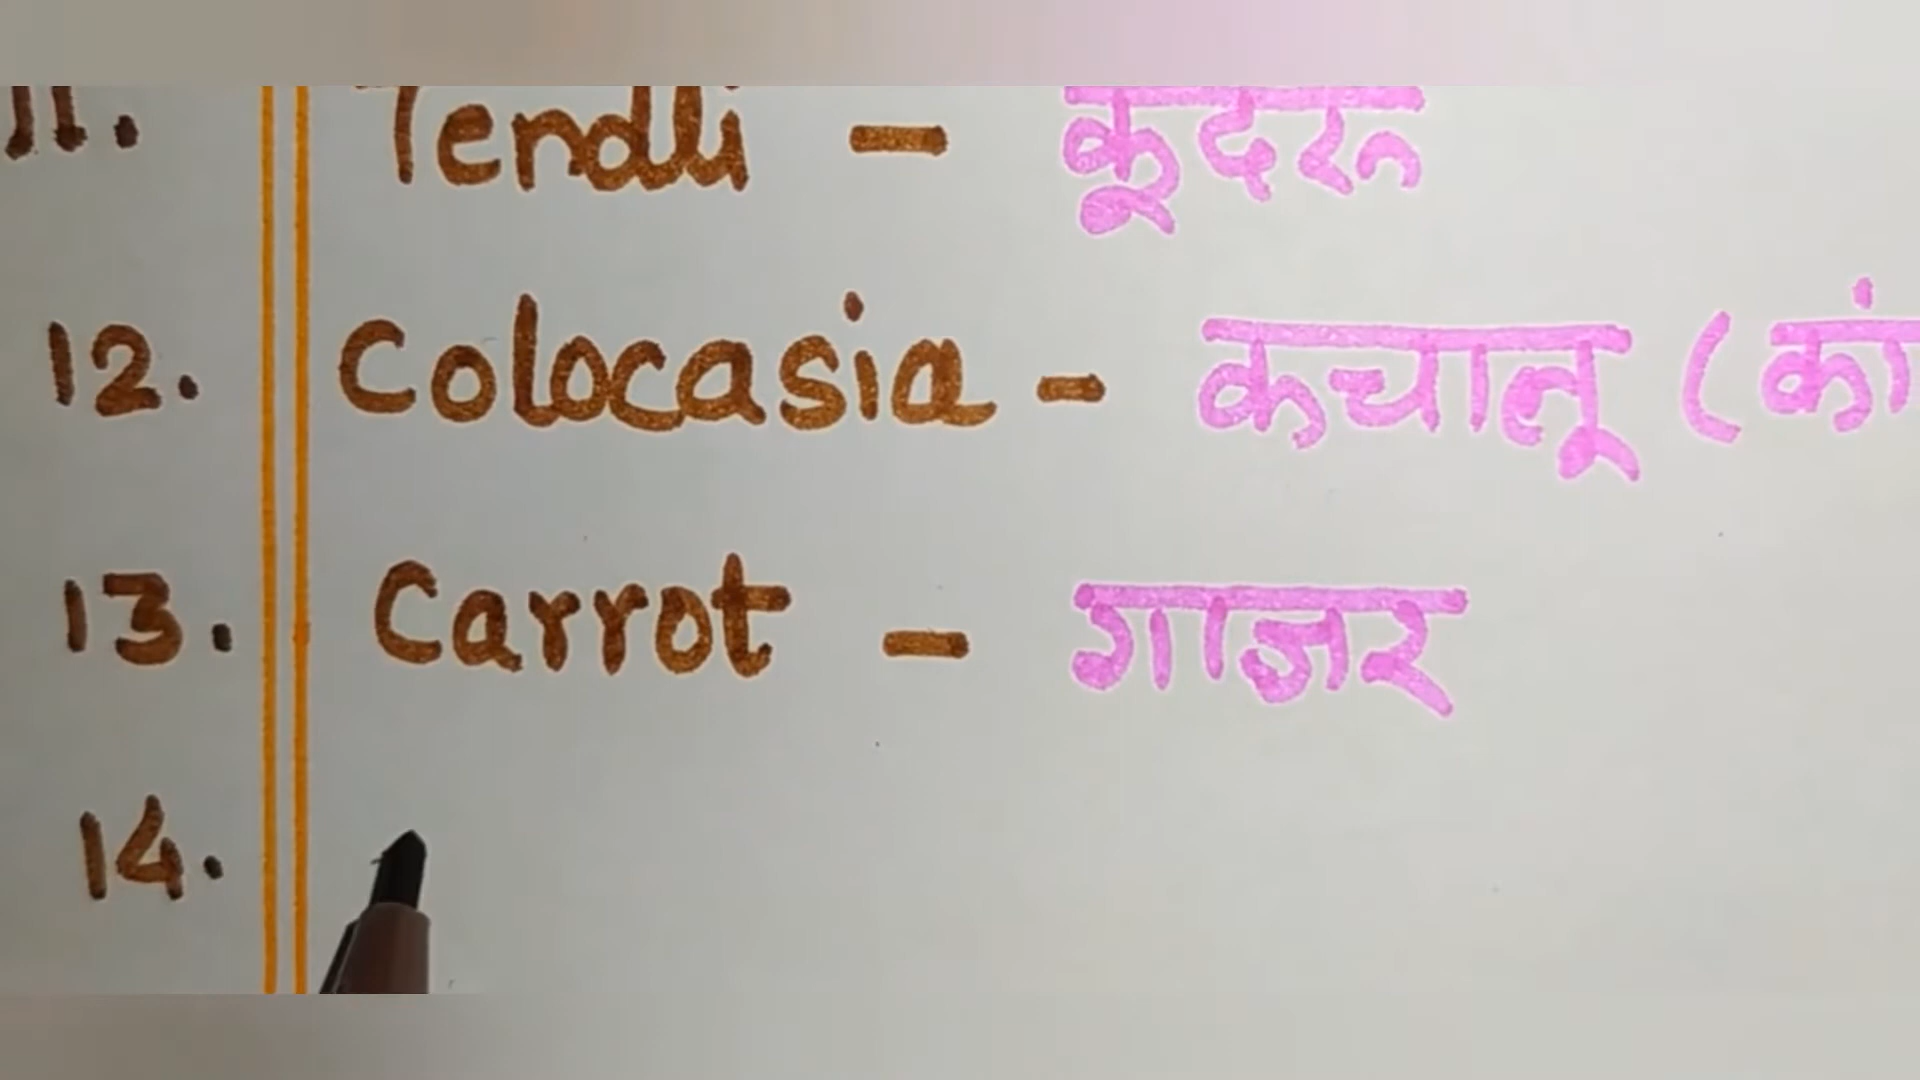 11. Tendli - कूदरू
12. Colocasia - कचालू (कां
13. Carrot - गाजर
14.